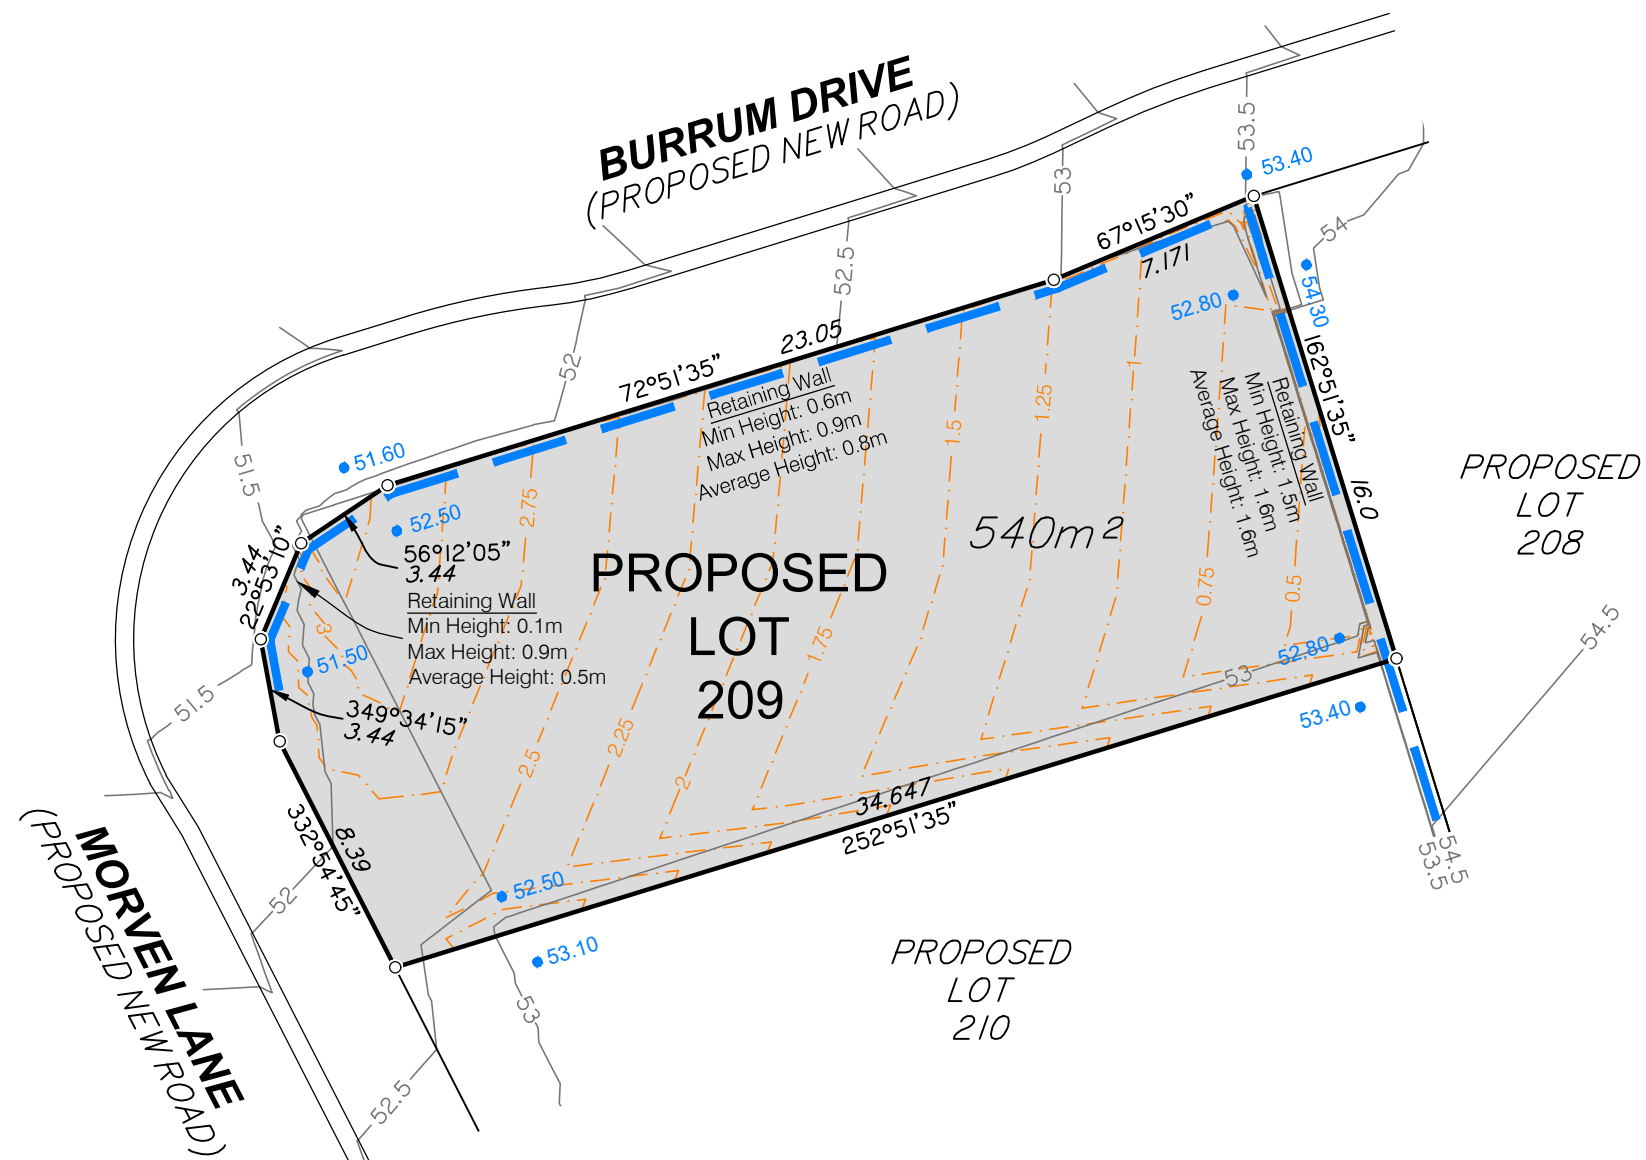 BURRUM DRIVE
(PROPOSED NEW ROAD)
53.5
53.40
53
67°15'30"
7.171
54
52.5
54.30
52.80
23.05
72°51'35"
52
162°51'35"
16.0
Retaining Wall
Min Height: 0.6m
Max Height: 0.9m
Average Height: 0.8m
Retaining Wall
Min Height: 1.5m
Max Height: 1.6m
Average Height: 1.6m
1
1.25
1.5
51.60
51.5
52.50
2.75
540m²
PROPOSED
LOT
208
56°12'05"
3.44
3.44
22°53'10"
Retaining Wall
Min Height: 0.1m
Max Height: 0.9m
Average Height: 0.5m
PROPOSED
LOT
209
0.75
0.5
3
1.75
51.50
52.80
53
54.5
51.5
349°34'15"
3.44
2.25
2.5
2
53.40
34.647
252°51'35"
8.39
332°54'45"
52
52.50
53.10
53.5
54.5
MORVEN LANE
(PROPOSED NEW ROAD)
53
52.5
PROPOSED
LOT
210